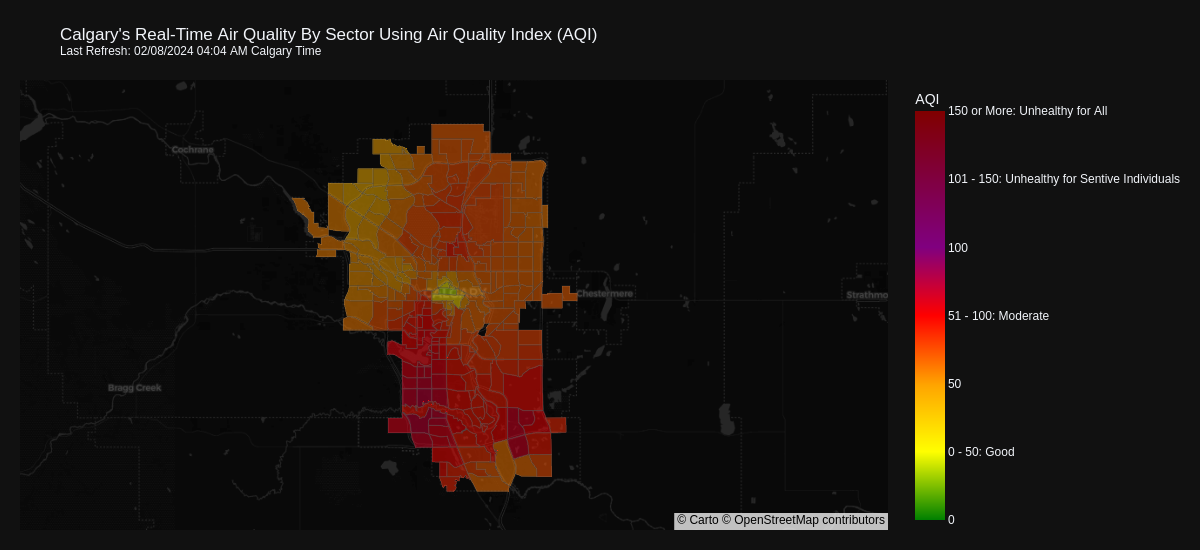 Calgary's Real-Time Air Quality By Sector Using Air Quality Index (AQI)
Last Refresh: 02/08/2024 04:04 AM Calgary Time
AQI
150 or More: Unhealthy for All
Cochrane
101 - 150: Unhealthy for Sentive Individuals
100
CALGARY
Chestermere
Strathmo
51 - 100: Moderate
50
Bragg Creek
0 - 50: Good
© Carto © OpenStreetMap contributors
0